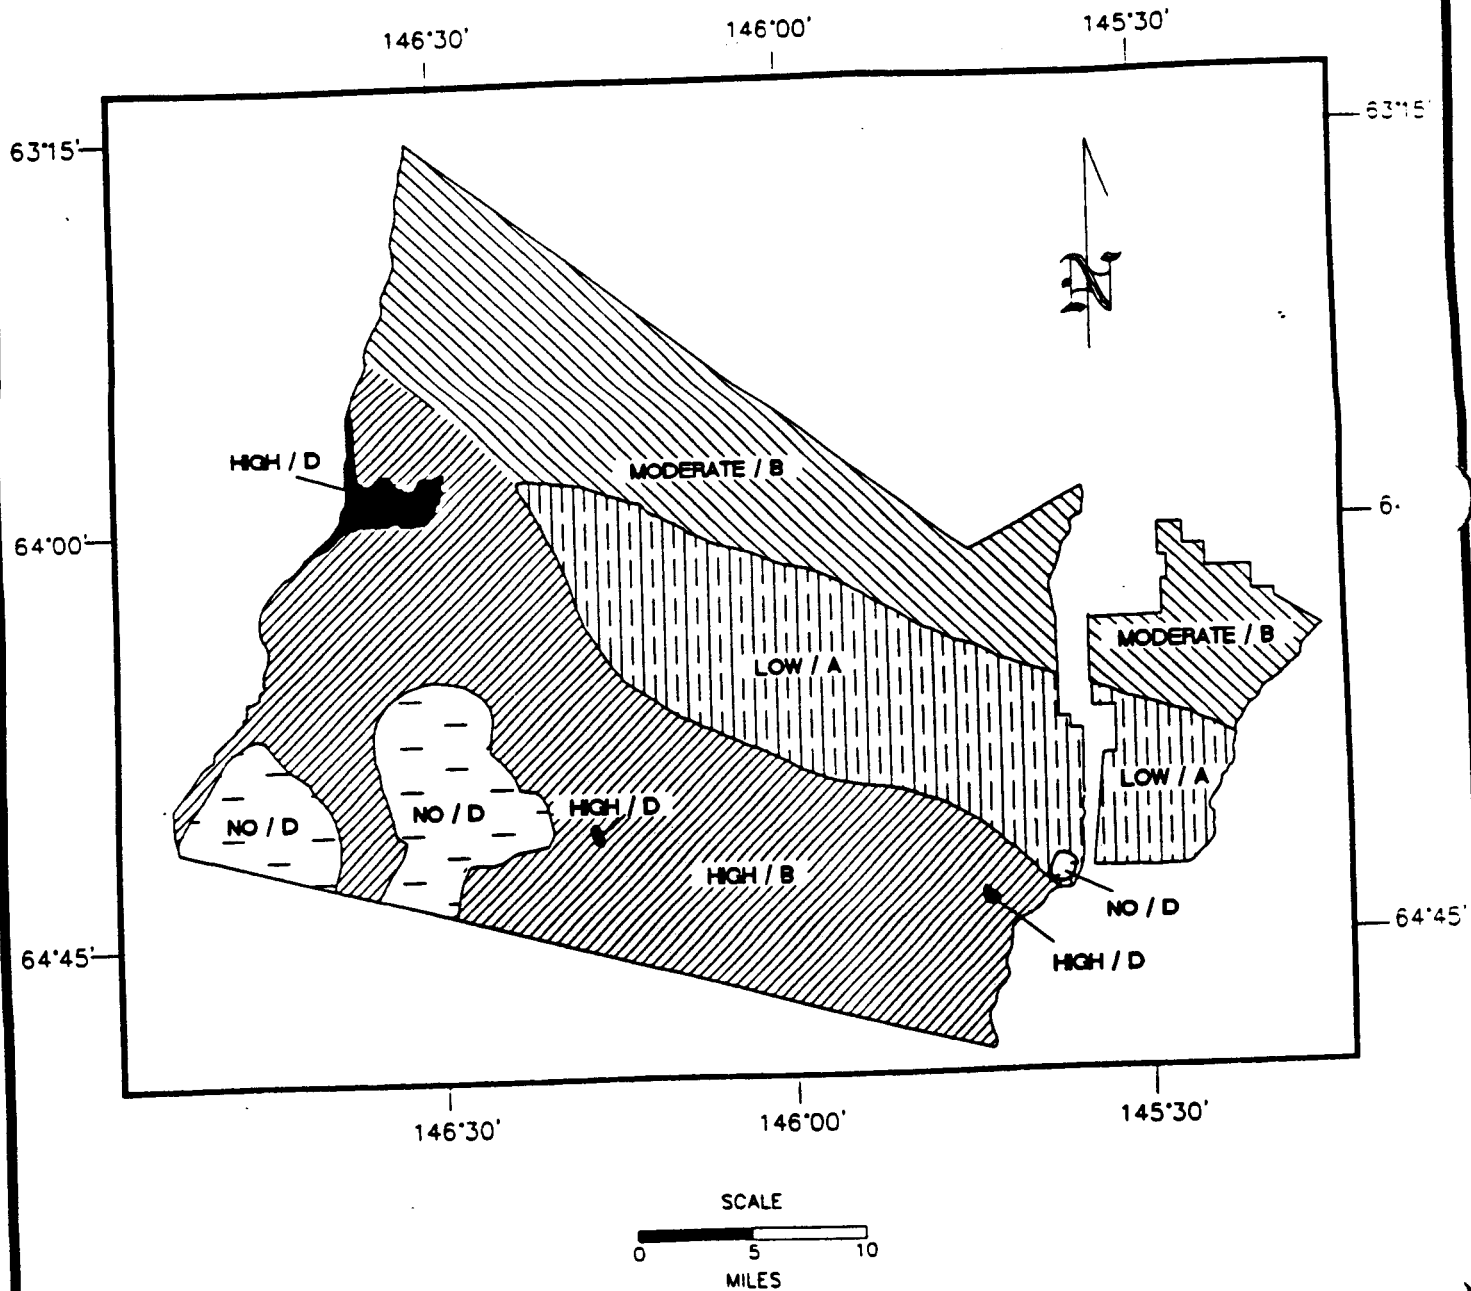 146°30' 146°00' 145°30'
63°15' 63°15'
N
HIGH / D
MODERATE / B
6·
64°00'
MODERATE / B
LOW / A
LOW / A
NO / D
NO / D
HIGH / D
HIGH / B
NO / D
HIGH / D
64°45' 64°45'
146°30' 146°00' 145°30'
SCALE
0 5 10
MILES